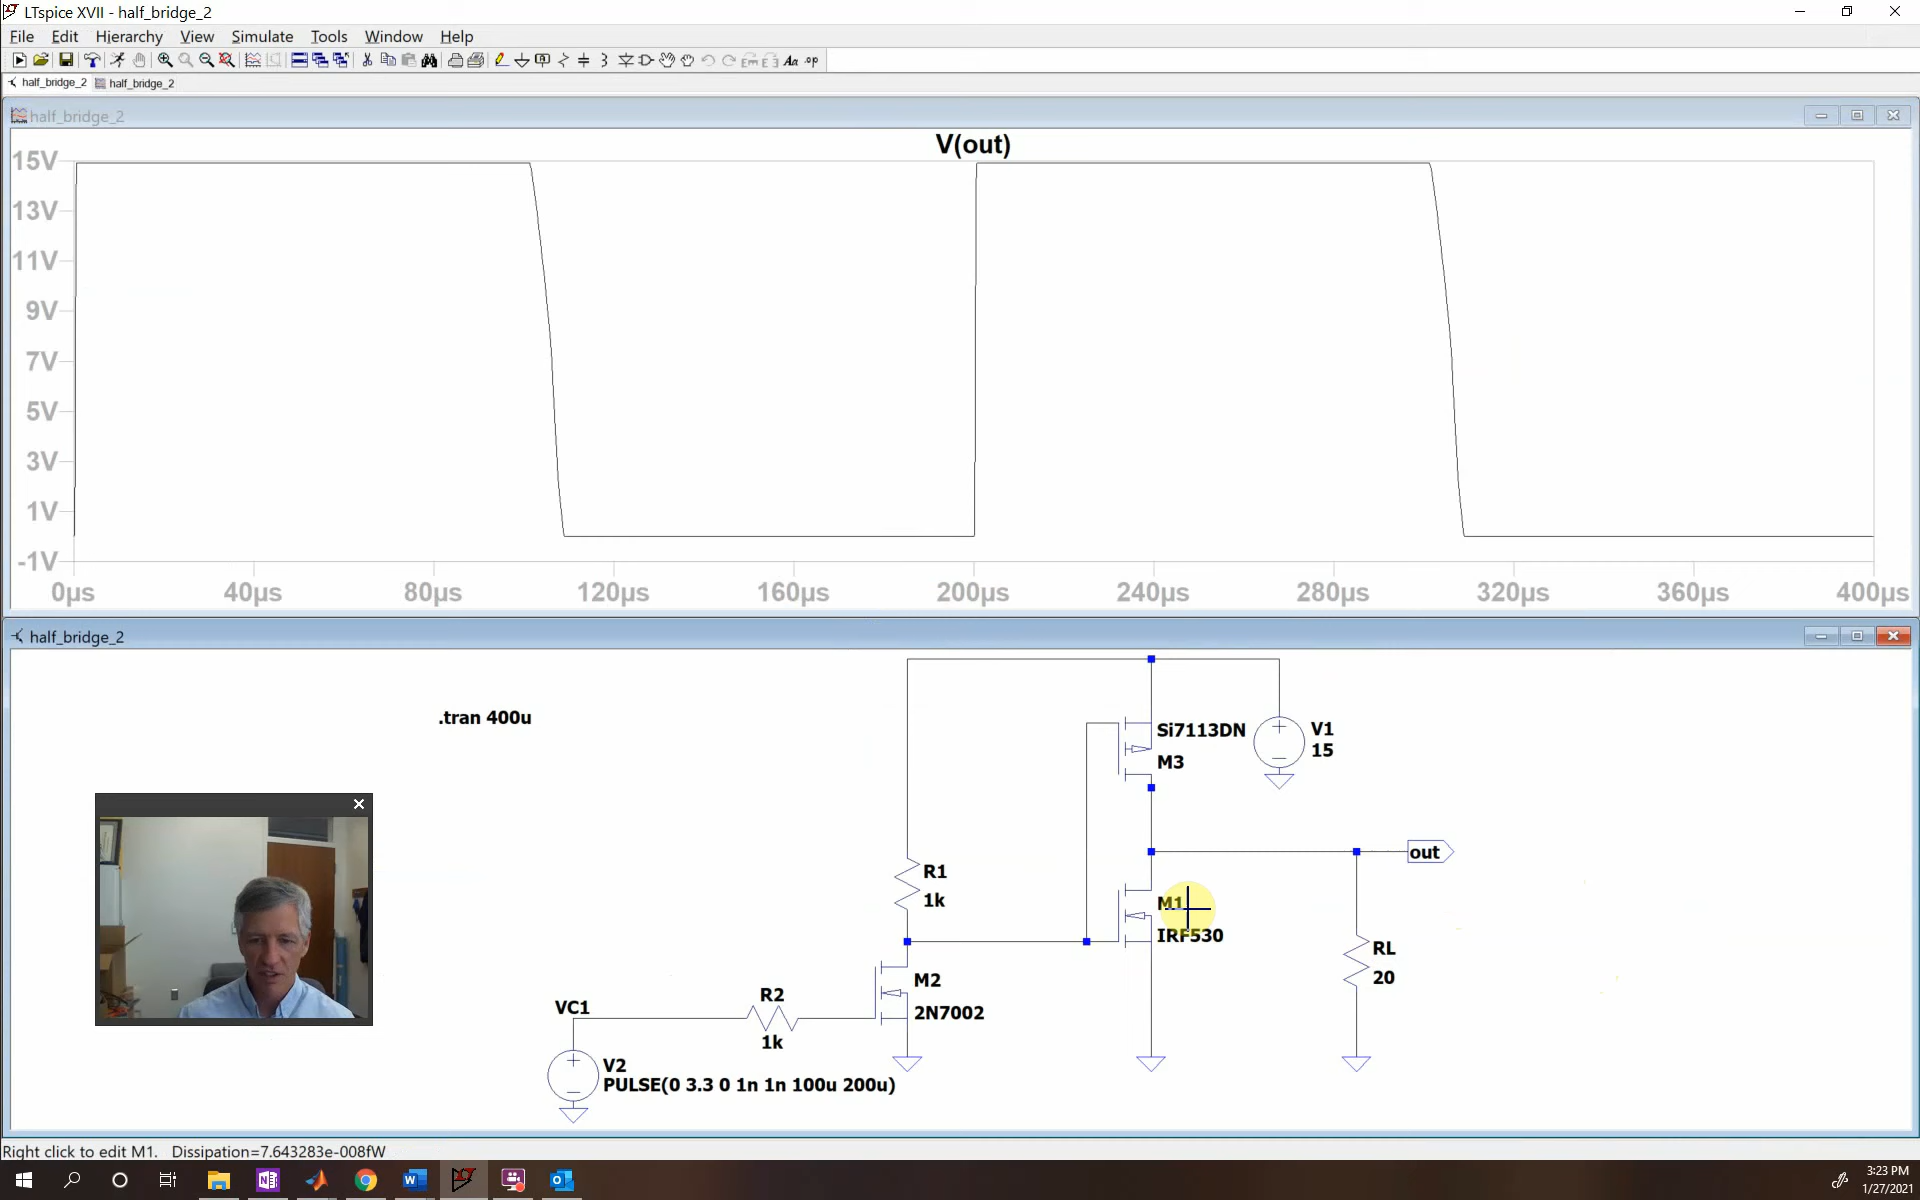 LTspice XVII - half_bridge_2
File Edit Hierarchy View Simulate Tools Window Help
half_bridge_2 half_bridge_2
half_bridge_2
V(out)
15V
13V
11V
9V
7V
5V
3V
1V
-1V
0µs 40µs 80µs 120µs 160µs 200µs 240µs 280µs 320µs 360µs 400µs
half_bridge_2
.tran 400u
Si7113DN
M3
V1
15
out
R1
1k
M1
IRF530
RL
20
M2
2N7002
R2
1k
VC1
V2
PULSE(0 3.3 0 1n 1n 100u 200u)
Right click to edit M1. Dissipation=7.643283e-008fW
3:23 PM
1/27/2021